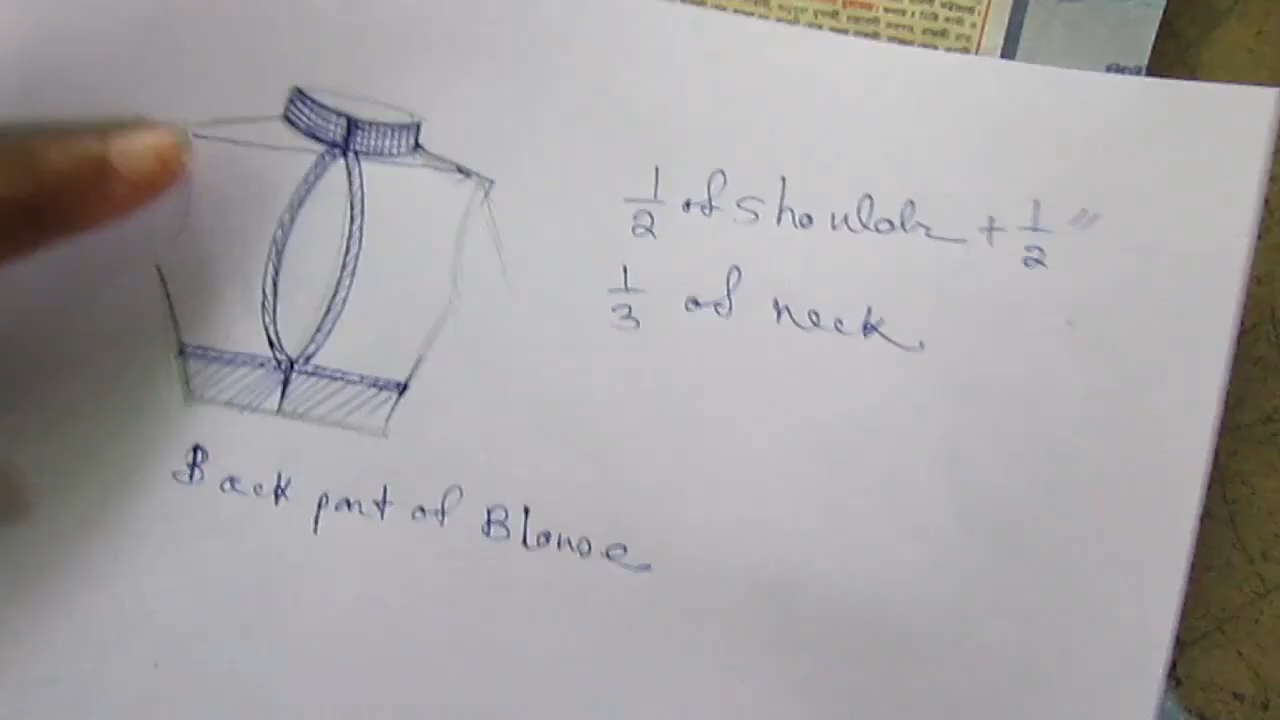 1/2 of Shoulder + 1/2"
1/3 of neck
Back part of Blouse